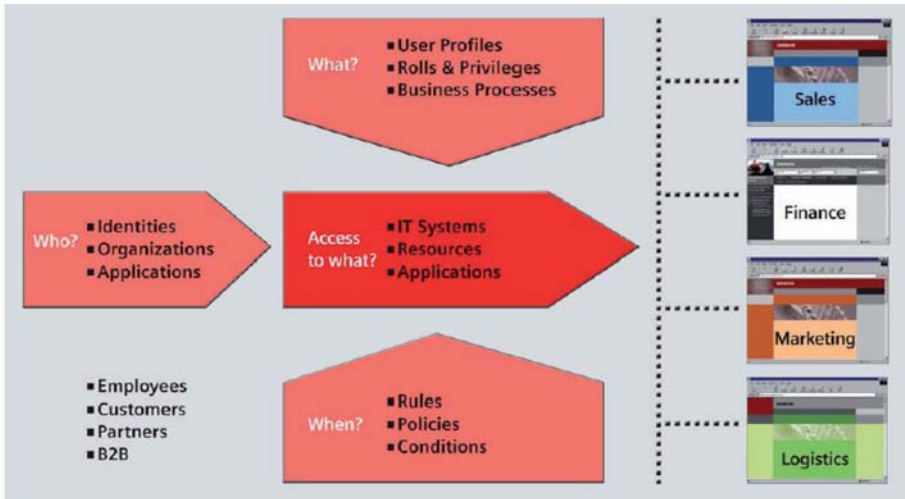 What?
▪ User Profiles
▪ Rolls & Privileges
▪ Business Processes
Who?
▪ Identities
▪ Organizations
▪ Applications
Access
to what?
▪ IT Systems
▪ Resources
▪ Applications
▪ Employees
▪ Customers
▪ Partners
▪ B2B
When?
▪ Rules
▪ Policies
▪ Conditions
Sales
Finance
Marketing
Logistics